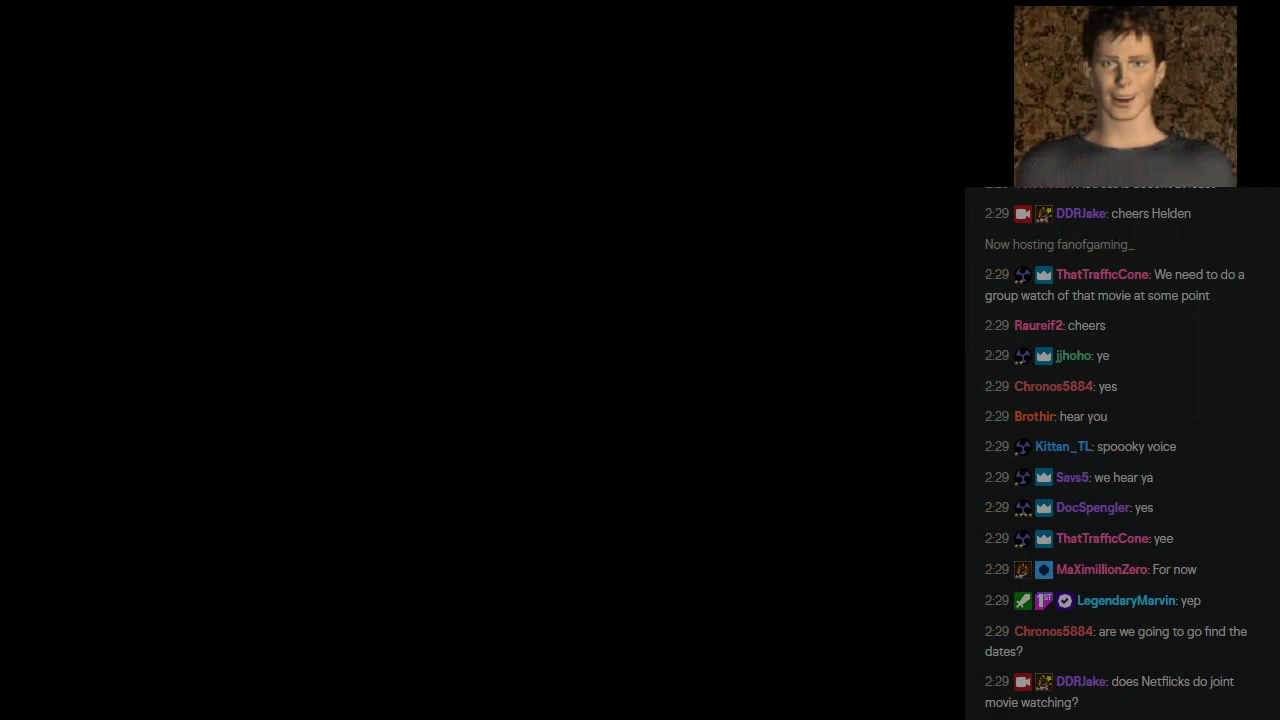 2:29 DDRJake: cheers Helden
Now hosting fanofgaming_
2:29 ThatTrafficCone: We need to do a
group watch of that movie at some point
2:29 Raureif2: cheers
2:29 jjhoho: ye
2:29 Chronos5884: yes
2:29 Brothir: hear you
2:29 Kittan_TL: spoooky voice
2:29 Savs5: we hear ya
2:29 DocSpengler: yes
2:29 ThatTrafficCone: yee
2:29 MaXimillionZero: For now
2:29 1ST LegendaryMarvin: yep
2:29 Chronos5884: are we going to go find the
dates?
2:29 DDRJake: does Netflicks do joint
movie watching?